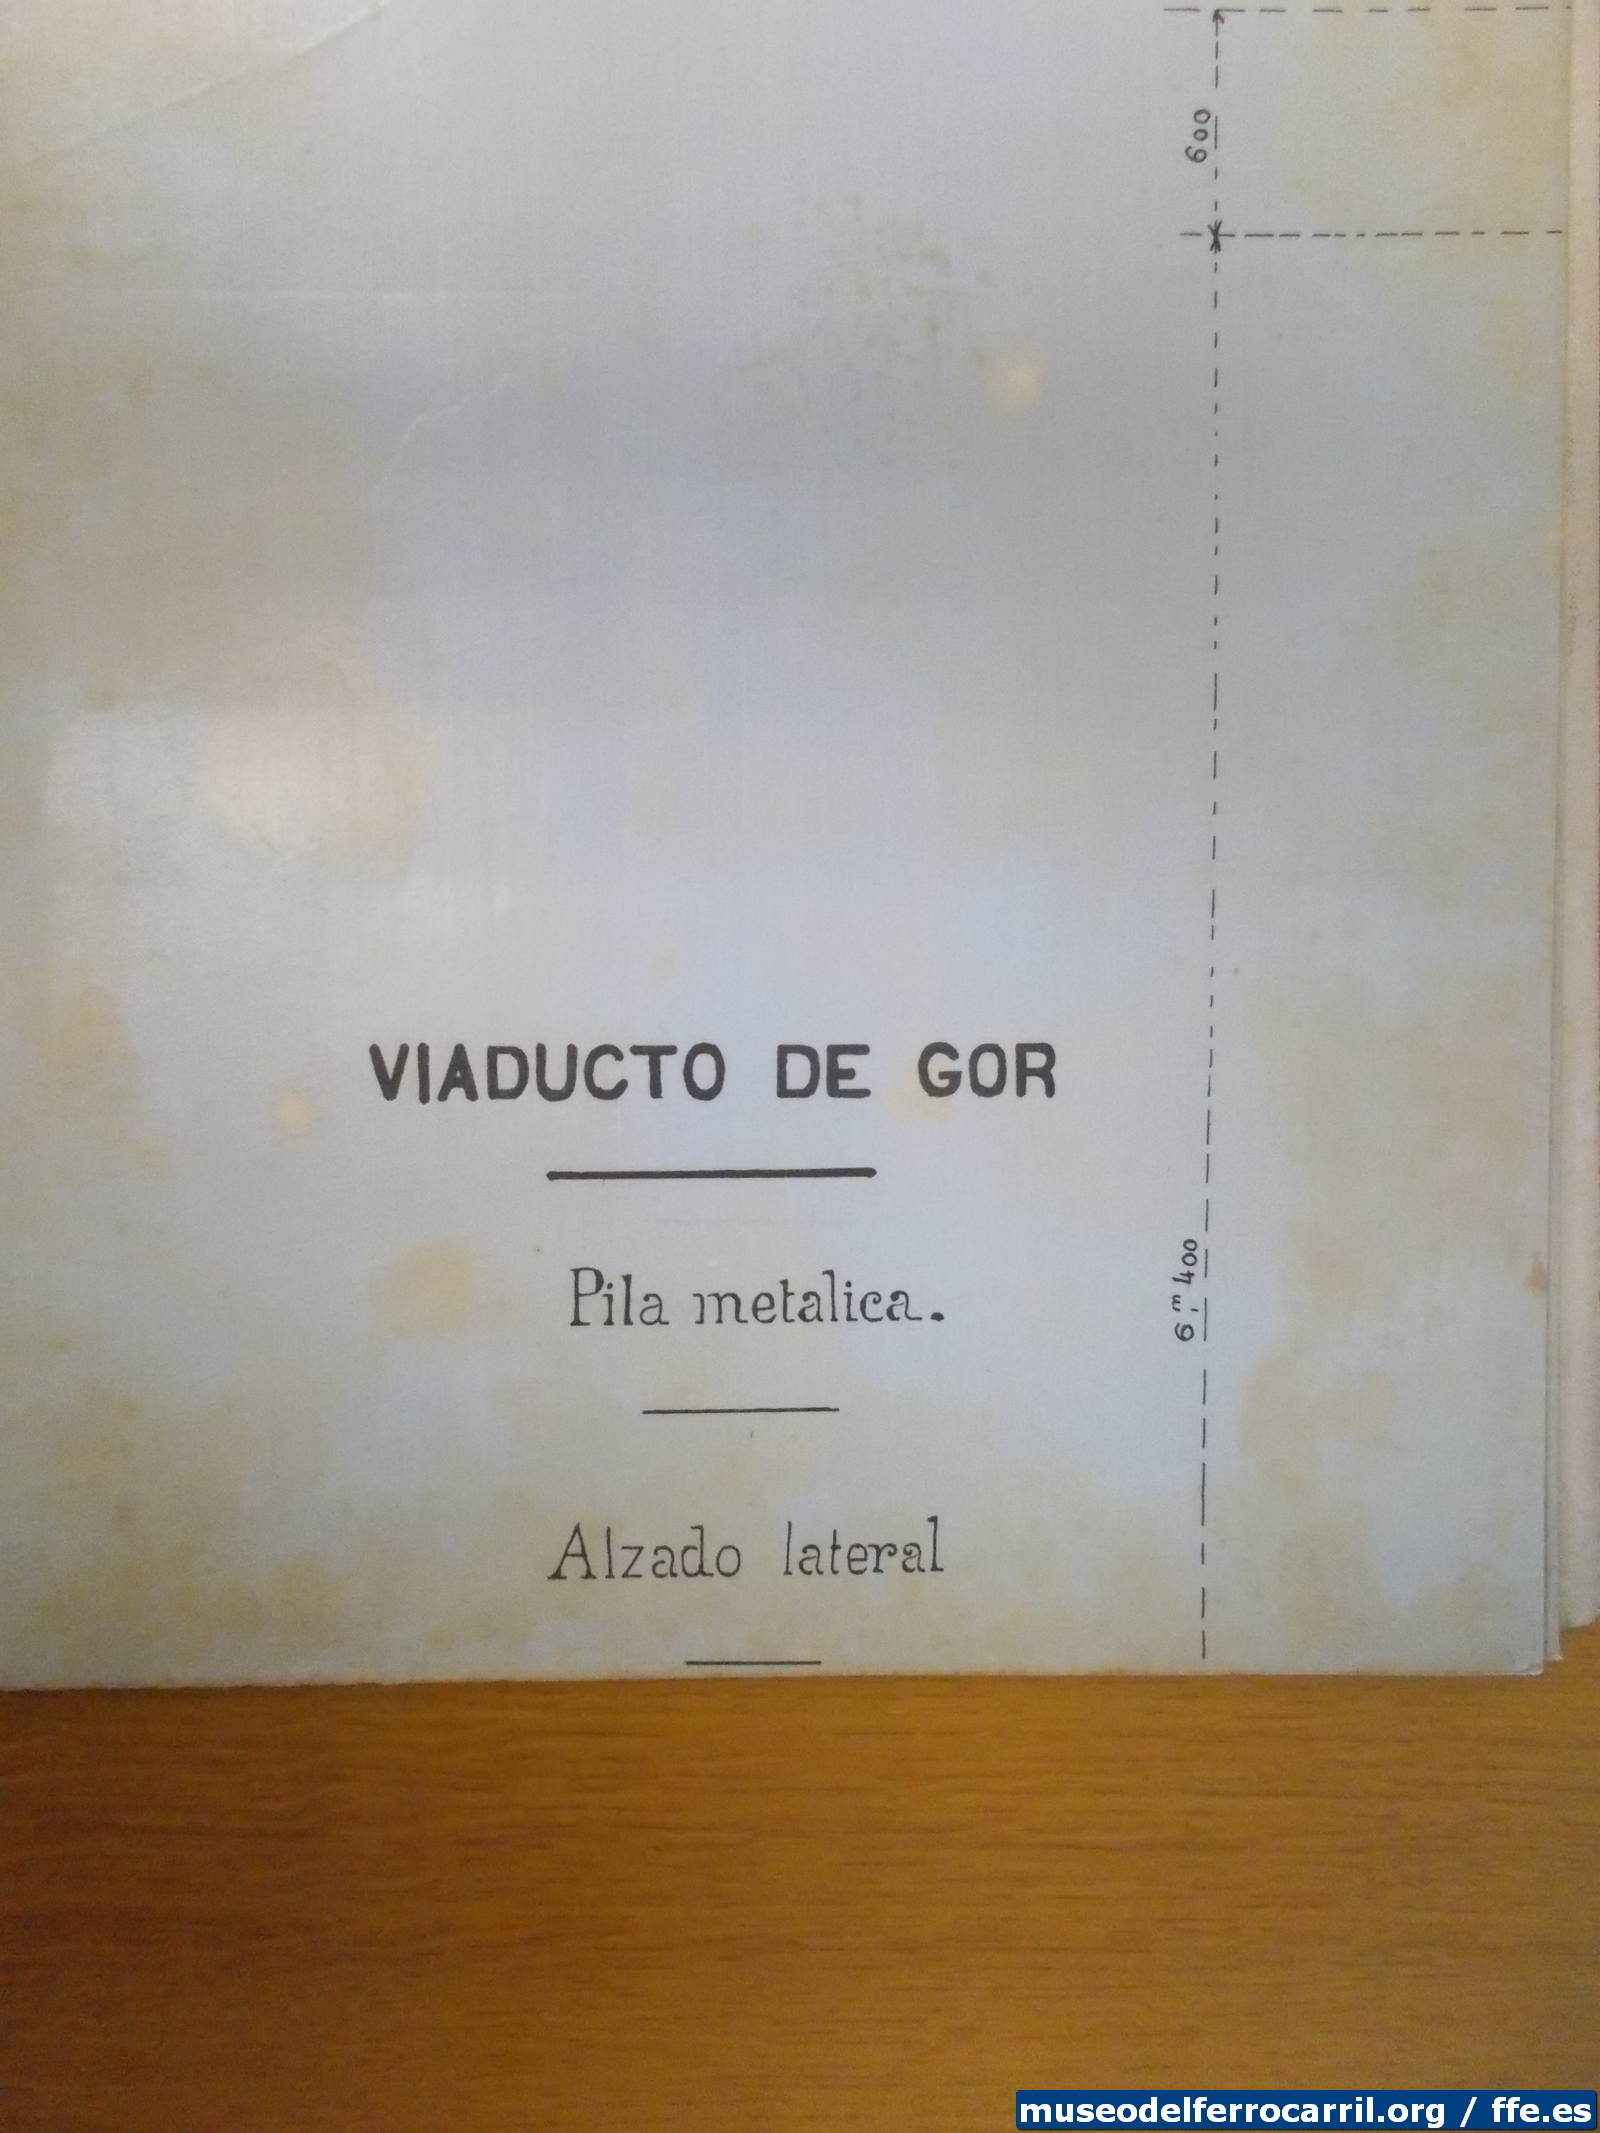 600
VIADUCTO DE GOR
Pila metalica.
6,ᵐ400
Alzado lateral
museodelferrocarril.org / ffe.es